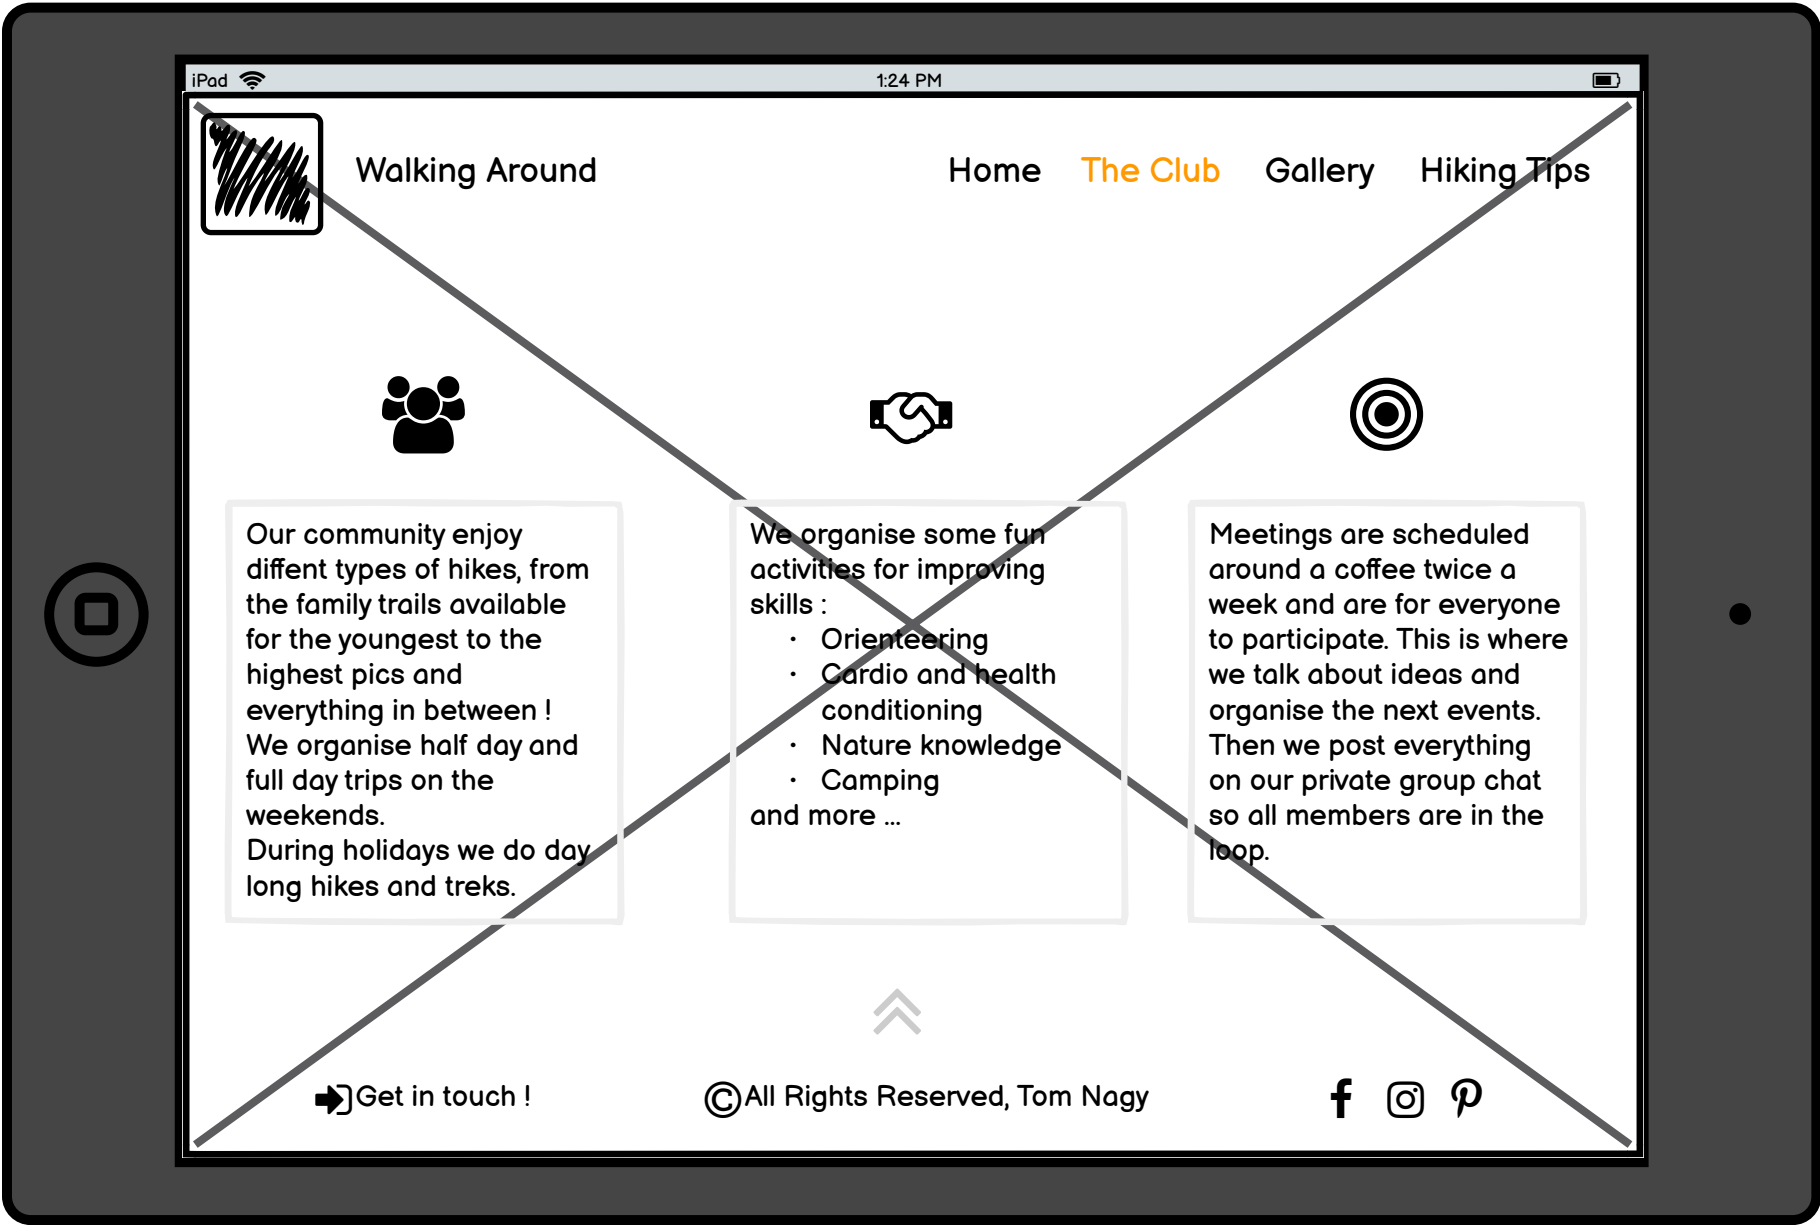 iPad
1:24 PM
Walking Around
Home
The Club
Gallery
Hiking Tips
Our community enjoy
diffent types of hikes, from
the family trails available
for the youngest to the
highest pics and
everything in between !
We organise half day and
full day trips on the
weekends.
During holidays we do day
long hikes and treks.
We organise some fun
activities for improving
skills :
· Orienteering
· Cardio and health
conditioning
· Nature knowledge
· Camping
and more ...
Meetings are scheduled
around a coffee twice a
week and are for everyone
to participate. This is where
we talk about ideas and
organise the next events.
Then we post everything
on our private group chat
so all members are in the
loop.
Get in touch !
©All Rights Reserved, Tom Nagy